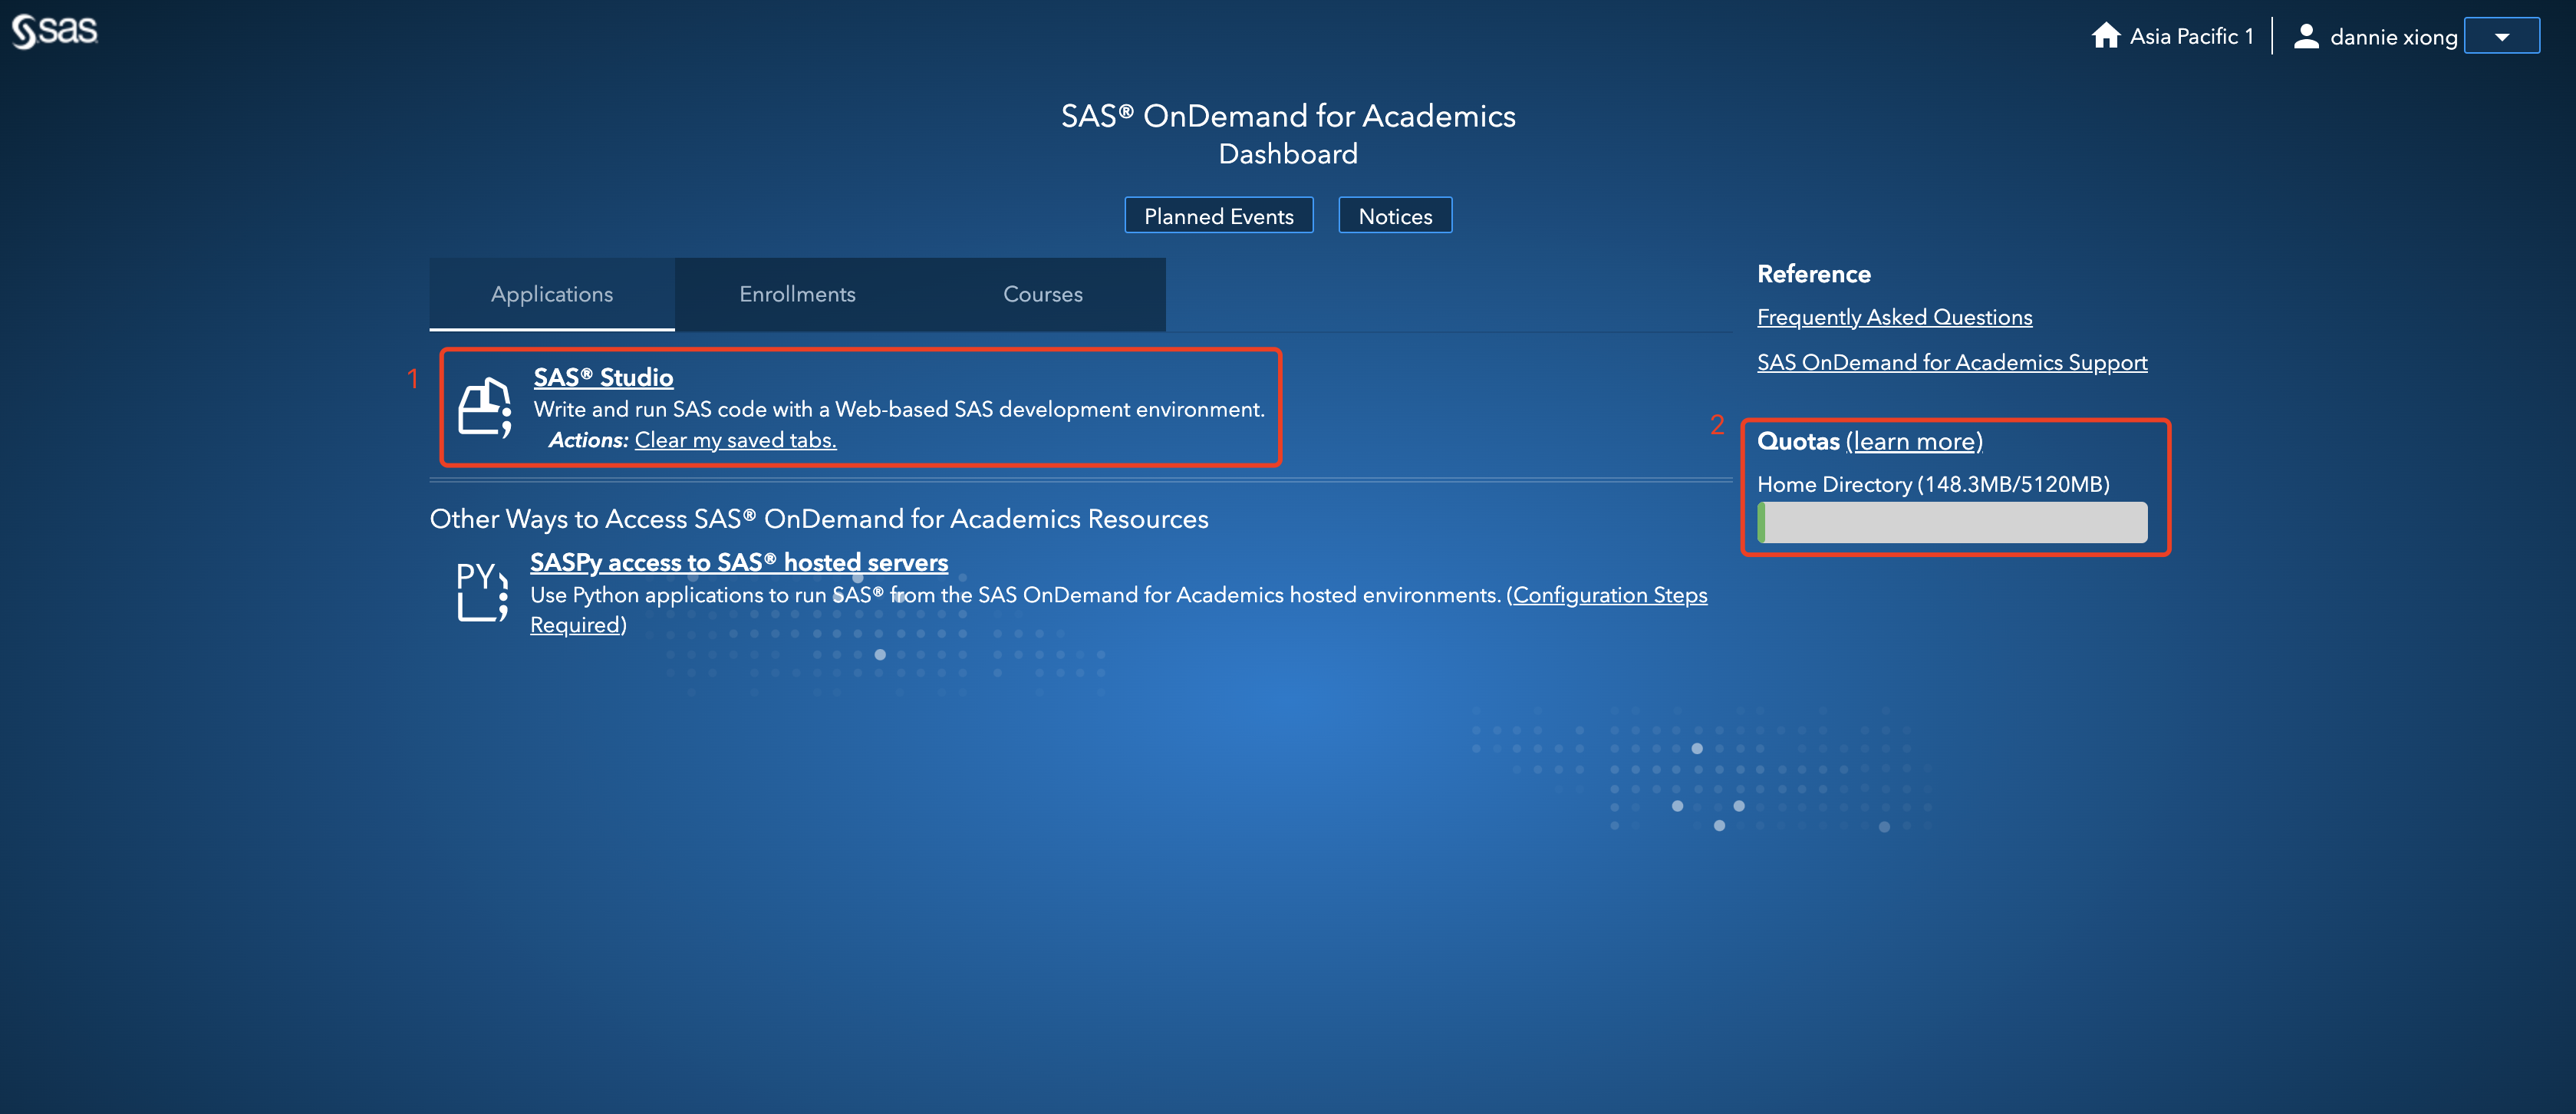 sas
Asia Pacific 1
dannie xiong
SAS® OnDemand for Academics
Dashboard
Planned Events
Notices
Applications
Enrollments
Courses
1
SAS® Studio
Write and run SAS code with a Web-based SAS development environment.
Actions: Clear my saved tabs.
Other Ways to Access SAS® OnDemand for Academics Resources
PY
SASPy access to SAS® hosted servers
Use Python applications to run SAS® from the SAS OnDemand for Academics hosted environments. (Configuration Steps
Required)
Reference
Frequently Asked Questions
SAS OnDemand for Academics Support
2
Quotas (learn more)
Home Directory (148.3MB/5120MB)